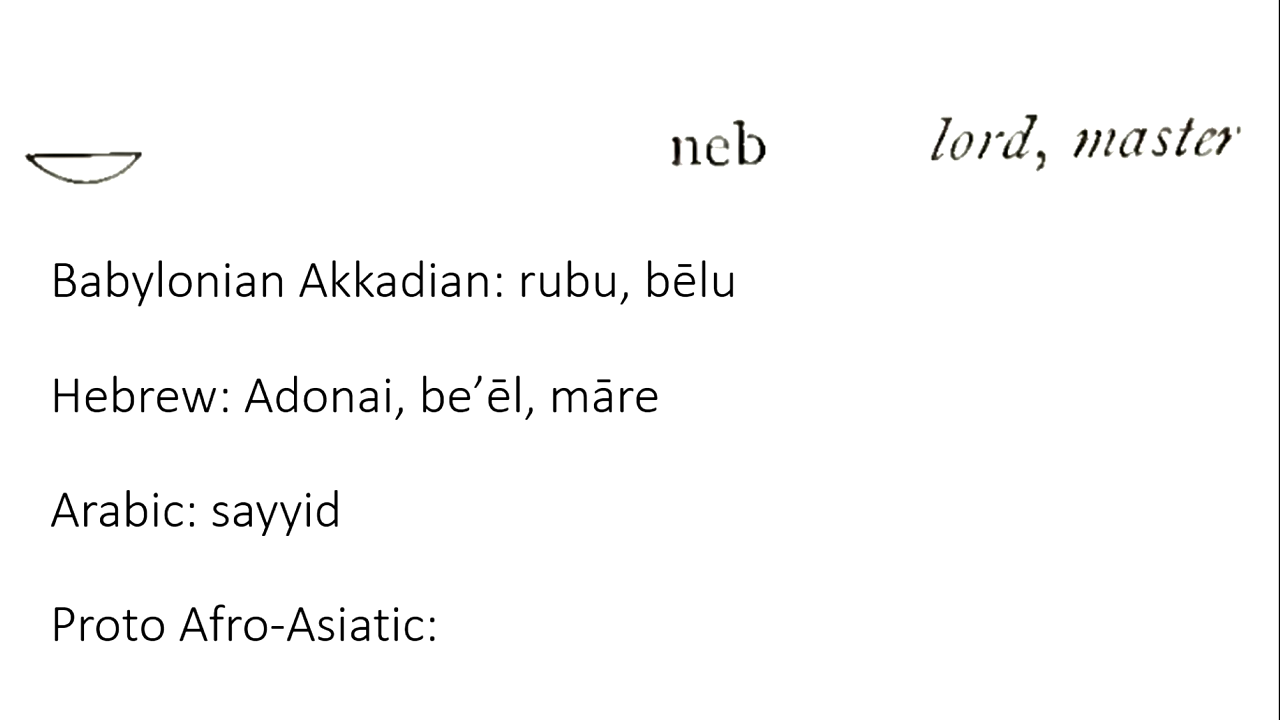 neb lord, master
Babylonian Akkadian: rubu, bēlu
Hebrew: Adonai, be’ēl, māre
Arabic: sayyid
Proto Afro-Asiatic: